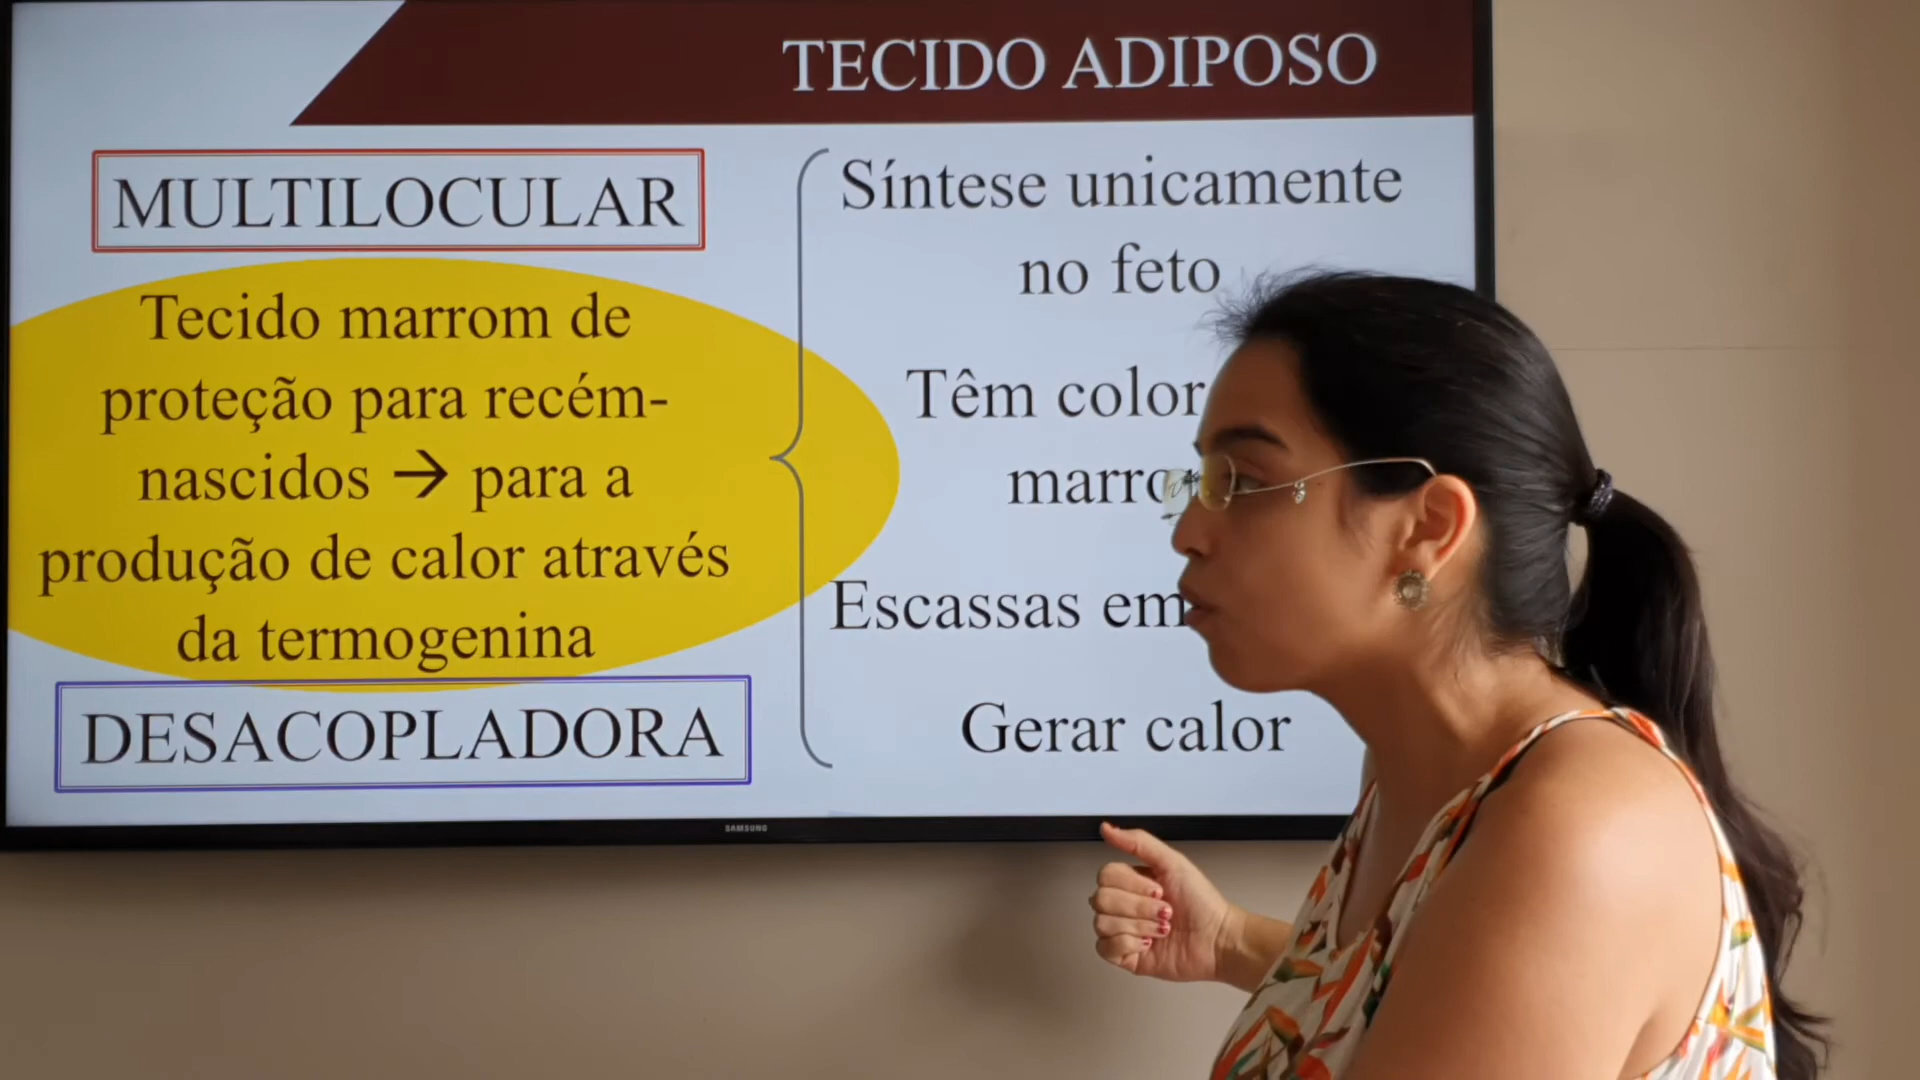 TECIDO ADIPOSO
MULTILOCULAR
Tecido marrom de
proteção para recém-
nascidos → para a
produção de calor através
da termogenina
DESACOPLADORA
Síntese unicamente
no feto
Têm
Escassas em
Gerar calor
SAMSUNG